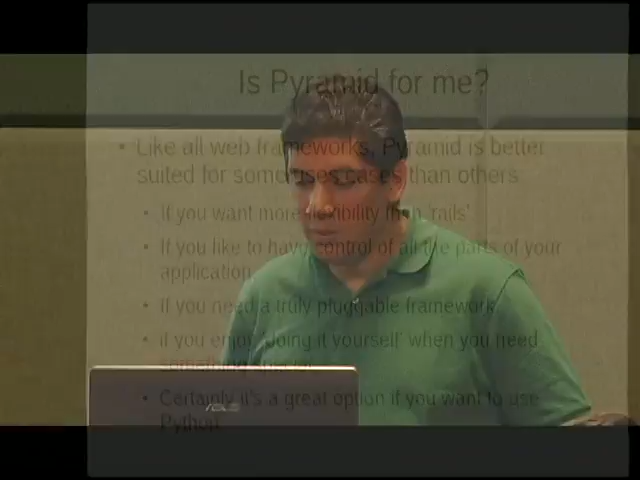 Is Pyramid for me?
• Like all web frameworks, Pyramid is better
suited for some use cases than others:
• If you want more flexibility than 'rails'
• If you like to have control of all the parts of your
application
• If you need a truly pluggable framework
• if you enjoy 'doing it yourself' when you need
something special
• Certainly it's a great option if you want to use
Python
ASUS